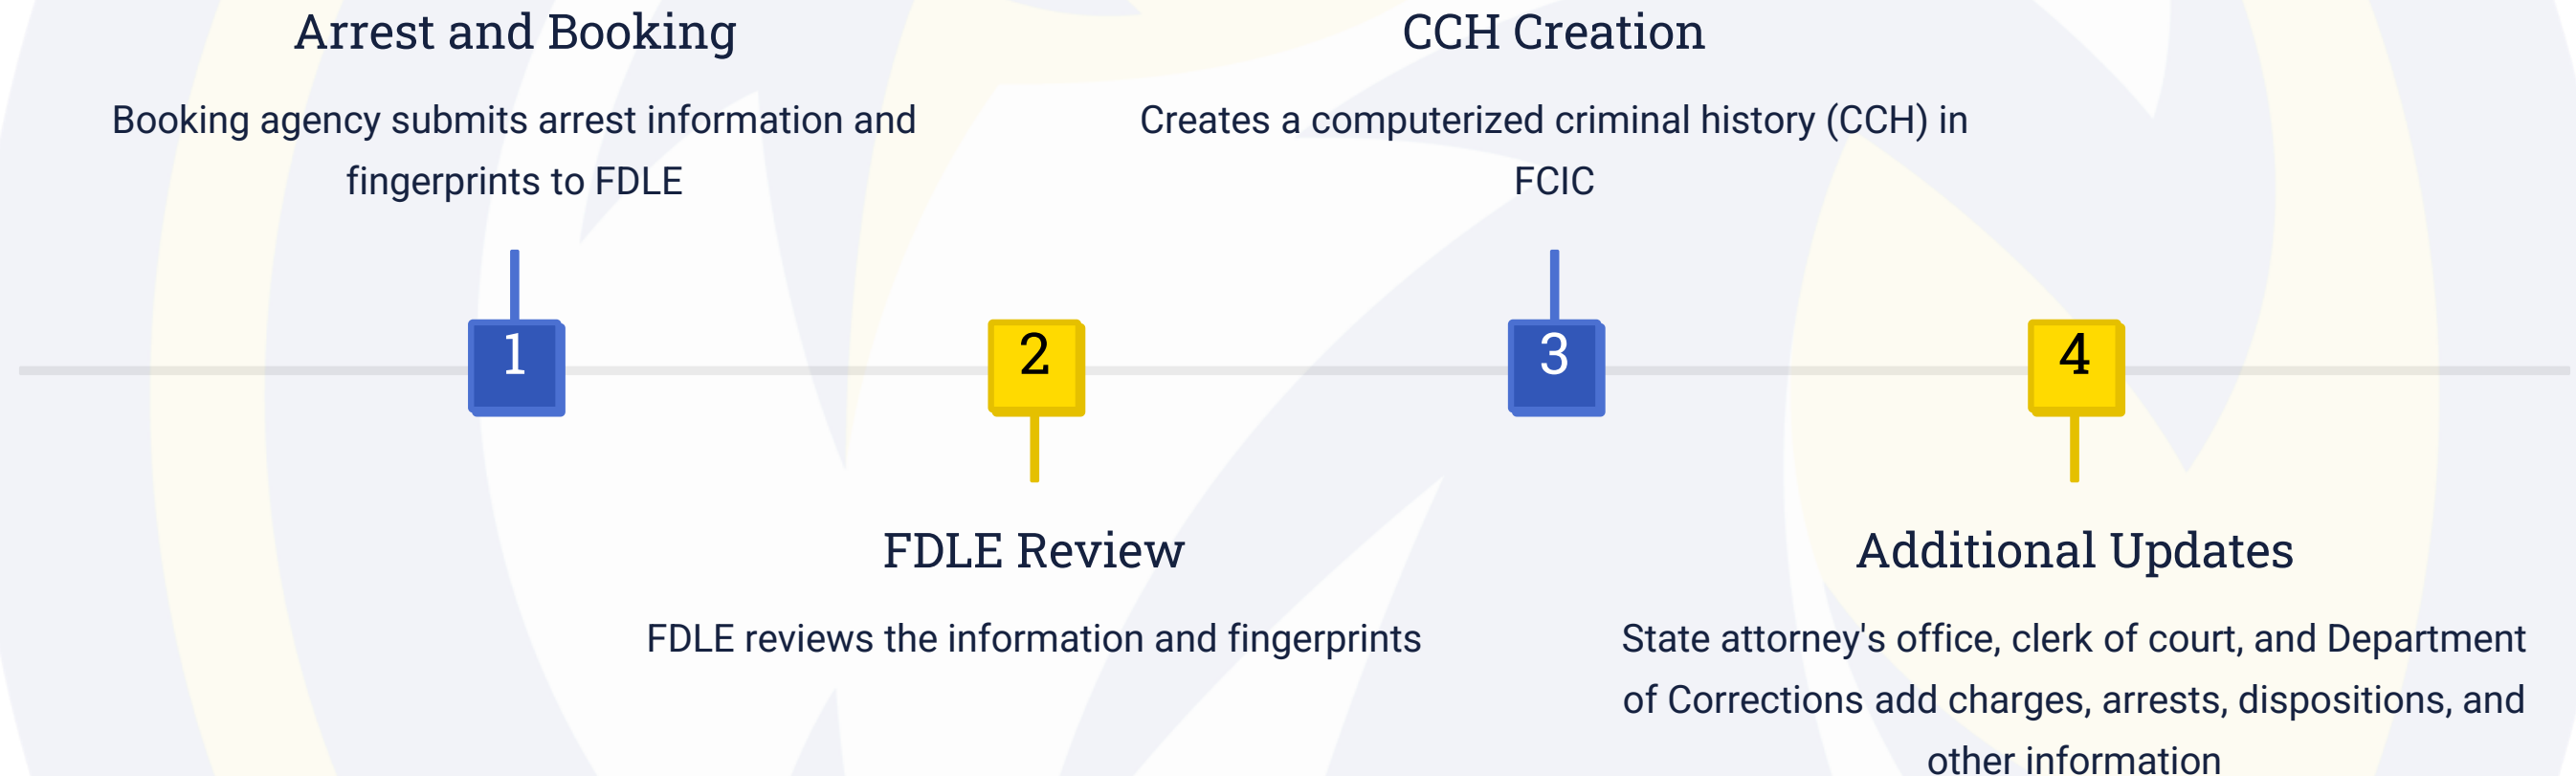 Arrest and Booking
Booking agency submits arrest information and
fingerprints to FDLE
1
2
FDLE Review
FDLE reviews the information and fingerprints
CCH Creation
Creates a computerized criminal history (CCH) in
FCIC
3
4
Additional Updates
State attorney's office, clerk of court, and Department
of Corrections add charges, arrests, dispositions, and
other information